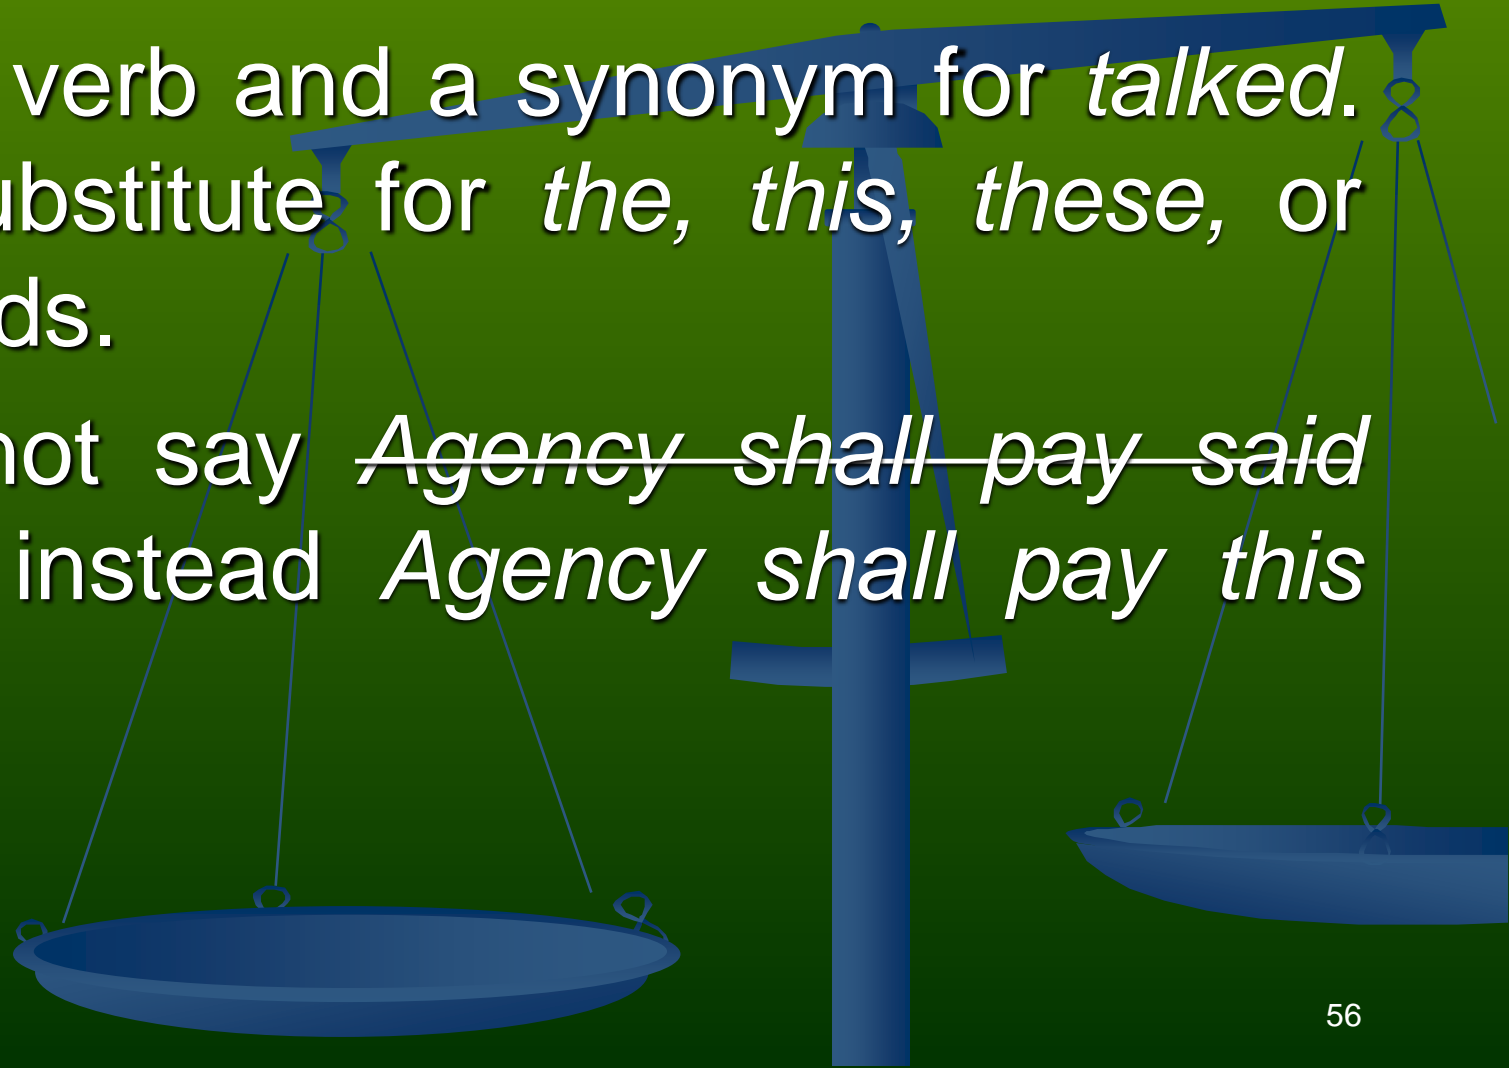 verb and a synonym for talked.
ubstitute for the, this, these, or
ds.
not say Agency shall pay said
instead Agency shall pay this
56